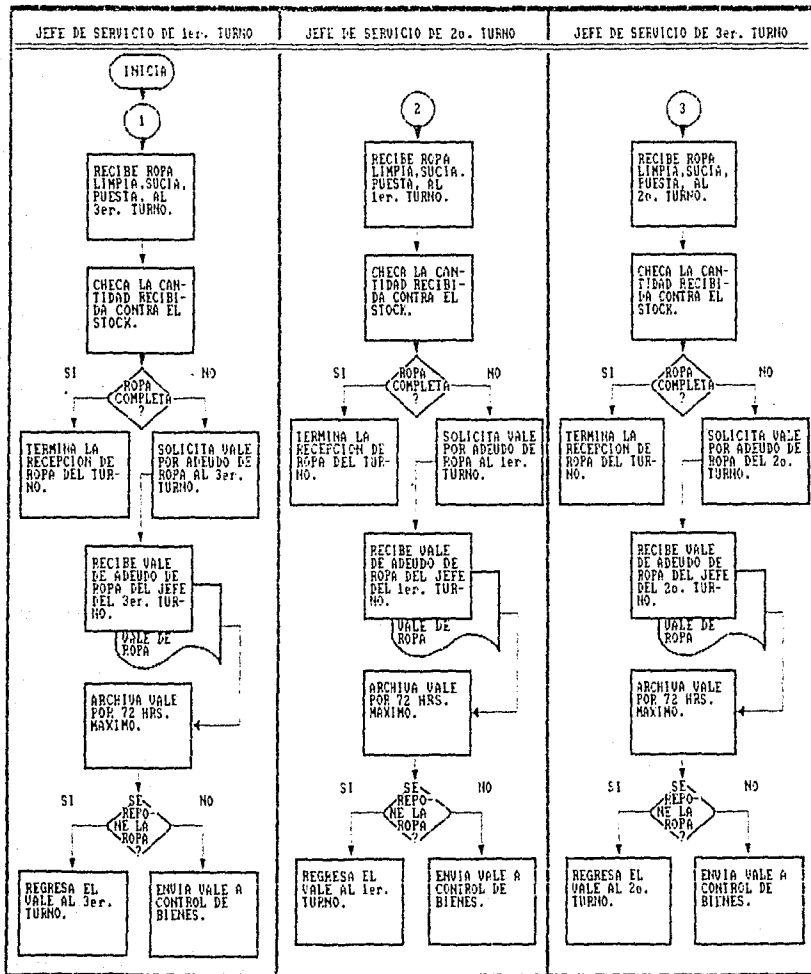 JEFE DE SERVICIO DE 1er. TURNO
INICIA
1
RECIBE ROPA
LIMPIA,SUCIA,
PUESTA, AL
3er. TURNO.
CHECA LA CAN-
TIDAD RECIBI-
DA CONTRA EL
STOCK.
SI
ROPA
COMPLETA
?
NO
TERMINA LA
RECEPCION DE
ROPA DEL TUR-
NO.
SOLICITA VALE
POR ADEUDO DE
ROPA AL 3er.
TURNO.
RECIBE VALE
DE ADEUDO DE
ROPA DEL JEFE
DEL 3er. TUR-
NO.
VALE DE
ROPA
ARCHIVA VALE
POR 72 HRS.
MAXIMO.
SI
SE
REPO-
NE LA
ROPA
?
NO
REGRESA EL
VALE AL 3er.
TURNO.
ENVIA VALE A
CONTROL DE
BIENES.
JEFE DE SERVICIO DE 2o. TURNO
2
RECIBE ROPA
LIMPIA,SUCIA.
PUESTA, AL
1er. TURNO.
CHECA LA CAN-
TIDAD RECIBI-
DA CONTRA EL
STOCK.
SI
ROPA
COMPLETA
?
NO
TERMINA LA
RECEPCION DE
ROPA DEL TUR-
NO.
SOLICITA VALE
POR ADEUDO DE
ROPA AL 1er.
TURNO.
RECIBE VALE
DE ADEUDO DE
ROPA DEL JEFE
DEL 1er. TUR-
NO.
VALE DE
ROPA
ARCHIVA VALE
POR 72 HRS.
MAXIMO.
SI
SE
REPO-
NE LA
ROPA
?
NO
REGRESA EL
VALE AL 1er.
TURNO.
ENVIA VALE A
CONTROL DE
BIENES.
JEFE DE SERVICIO DE 3er. TURNO
3
RECIBE ROPA
LIMPIA,SUCIA,
PUESTA, AL
2o. TURNO.
CHECA LA CAN-
TIDAD RECIBI-
DA CONTRA EL
STOCK.
SI
ROPA
COMPLETA
?
NO
TERMINA LA
RECEPCION DE
ROPA DEL TUR-
NO.
SOLICITA VALE
POR ADEUDO DE
ROPA DEL 2o.
TURNO.
RECIBE VALE
DE ADEUDO DE
ROPA DEL JEFE
DEL 2o. TUR-
NO.
VALE DE
ROPA
ARCHIVA VALE
POR 72 HRS.
MAXIMO.
SI
SE
REPO-
NE LA
ROPA
?
NO
REGRESA EL
VALE AL 2o.
TURNO.
ENVIA VALE A
CONTROL DE
BIENES.